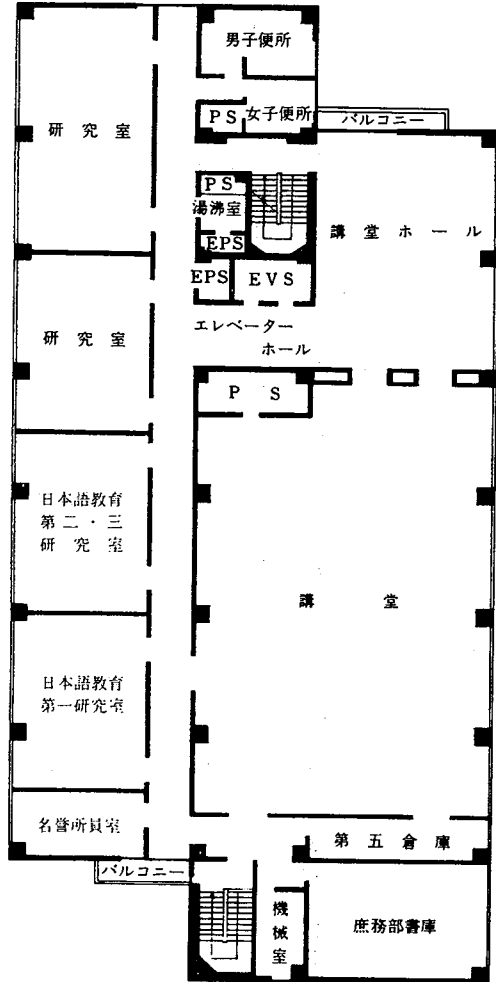 男子便所
PS
女子便所
バルコニー
研究室
PS
湯沸室
EPS
講堂ホール
EPS
EVS
研究室
エレベーター
ホール
PS
日本語教育
第二・三
研究室
講堂
日本語教育
第一研究室
名誉所員室
第五倉庫
バルコニー
機械室
庶務部書庫